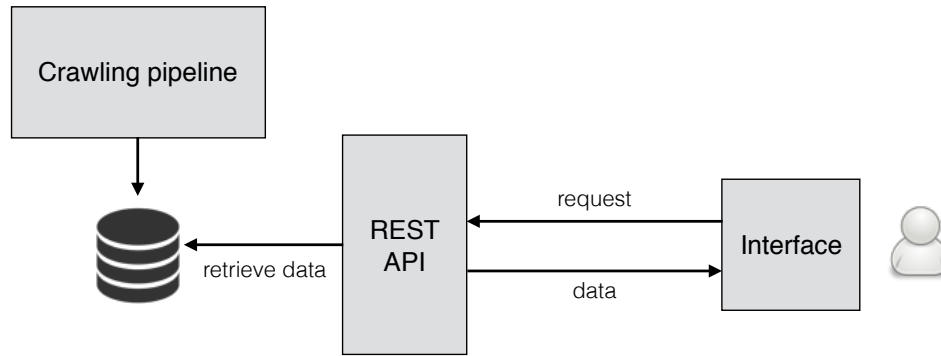 Crawling pipeline
request
REST
API
Interface
retrieve data
data